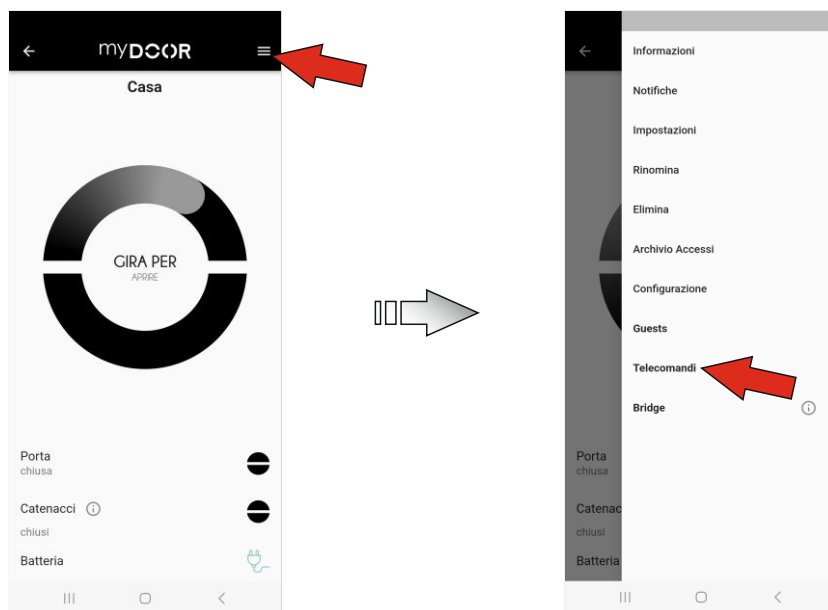 myDOOR
Casa
GIRA PER
APRIRE
Porta
chiusa
Catenacci
chiusi
Batteria
Informazioni
Notifiche
Impostazioni
Rinomina
Elimina
Archivio Accessi
Configurazione
Guests
Telecomandi
Bridge
Porta
chiusa
Catenac
chiusi
Batteria